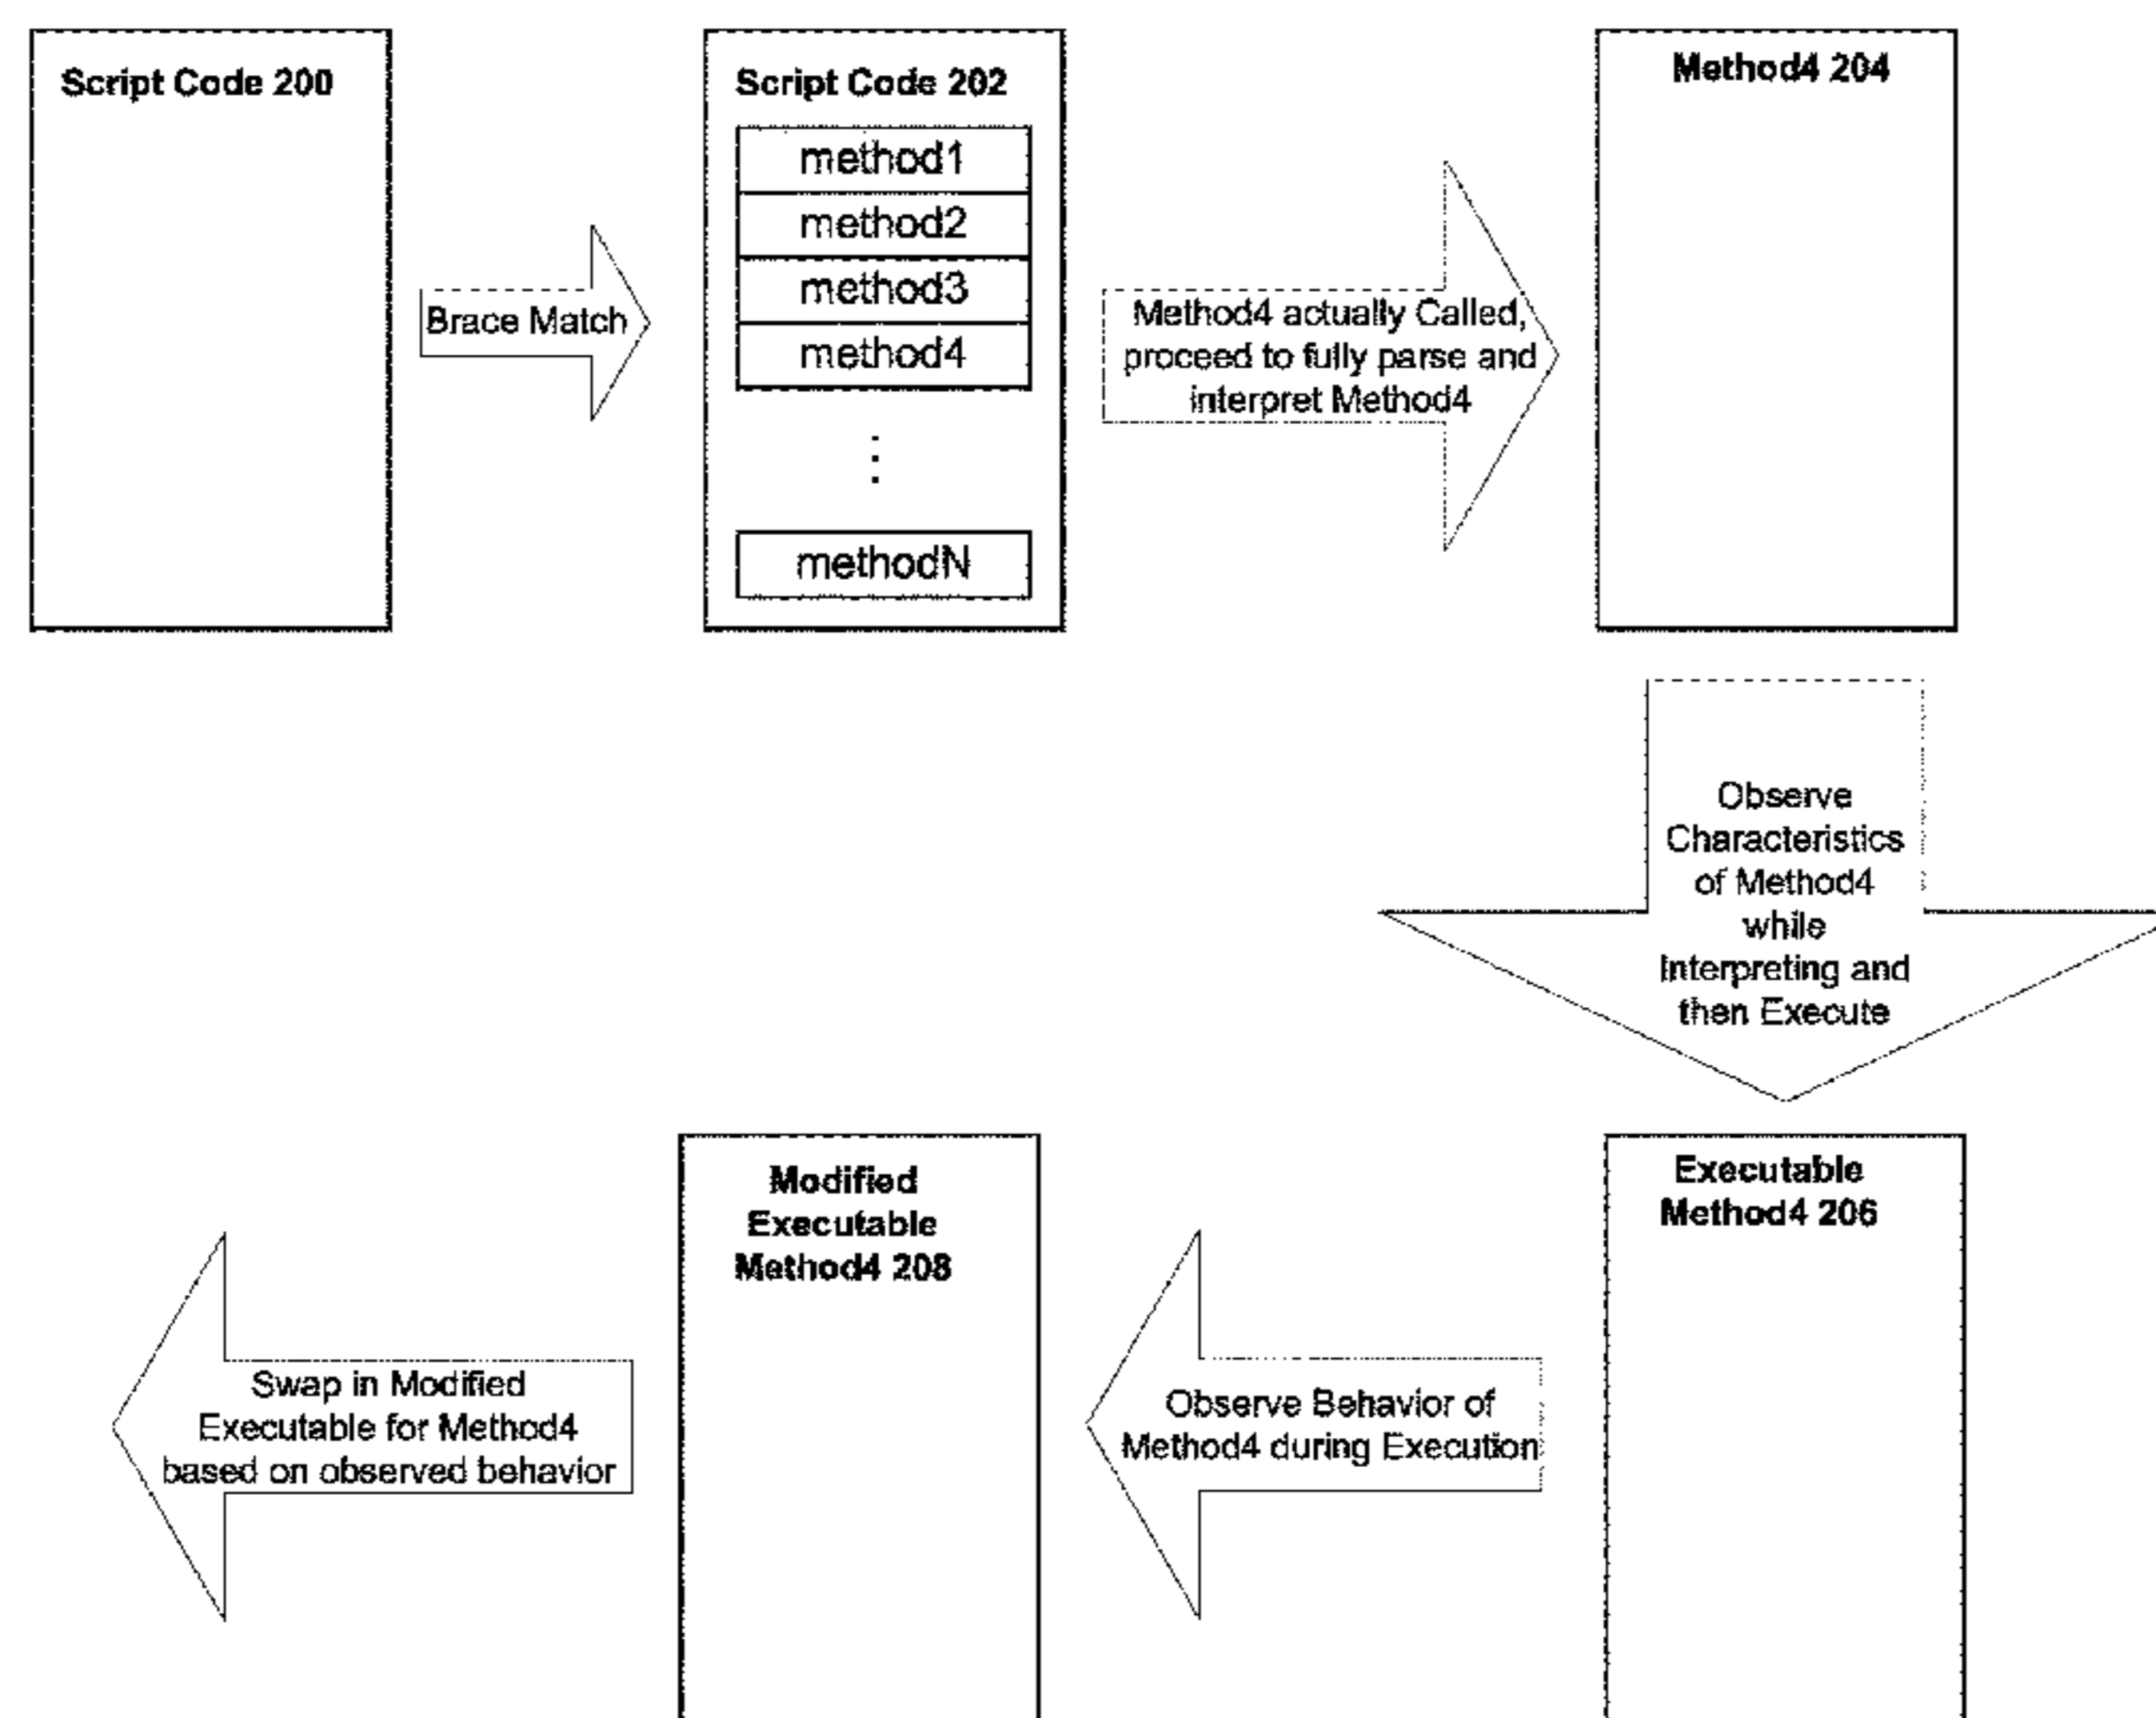 Script Code 200
Brace Match
Script Code 202
method1
method2
method3
method4
methodN
Method4 actually Called,
proceed to fully parse and
interpret Method4
Method4 204
Observe
Characteristics
of Method4
while
Interpreting and
then Execute
Executable
Method4 206
Observe Behavior of
Method4 during Execution
Modified
Executable
Method4 208
Swap in Modified
Executable for Method4
based on observed behavior